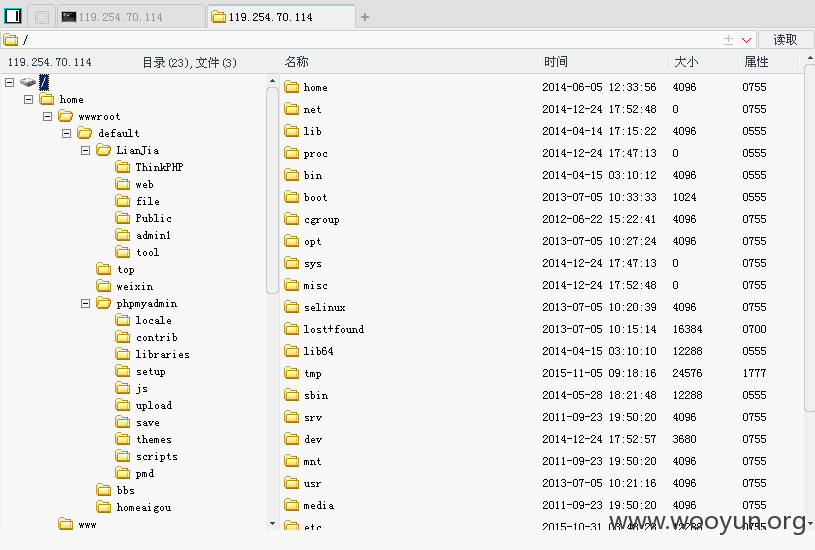 119.254.70.114
119.254.70.114
/
读取
119.254.70.114 目录(23),文件(3)
/
home
wwwroot
default
LianJia
ThinkPHP
web
file
Public
admin1
tool
top
weixin
phpmyadmin
locale
contrib
libraries
setup
js
upload
save
themes
scripts
pmd
bbs
homeaigou
www
名称 时间 大小 属性
home 2014-06-05 12:33:56 4096 0755
net 2014-12-24 17:52:48 0 0755
lib 2014-04-14 17:15:22 4096 0555
proc 2014-12-24 17:47:13 0 0555
bin 2014-04-15 03:10:12 4096 0555
boot 2013-07-05 10:33:33 1024 0555
cgroup 2012-06-22 15:22:41 4096 0755
opt 2013-07-05 10:27:24 4096 0755
sys 2014-12-24 17:47:13 0 0755
misc 2014-12-24 17:52:48 0 0755
selinux 2013-07-05 10:20:39 4096 0755
lost+found 2013-07-05 10:15:14 16384 0700
lib64 2014-04-15 03:10:10 12288 0555
tmp 2015-11-05 09:18:16 24576 1777
sbin 2014-05-28 18:21:48 12288 0555
srv 2011-09-23 19:50:20 4096 0755
dev 2014-12-24 17:52:57 3680 0755
mnt 2011-09-23 19:50:20 4096 0755
usr 2013-07-05 10:21:16 4096 0755
media 2011-09-23 19:50:20 4096 0755
etc 2015-10-31
www.wooyun.org